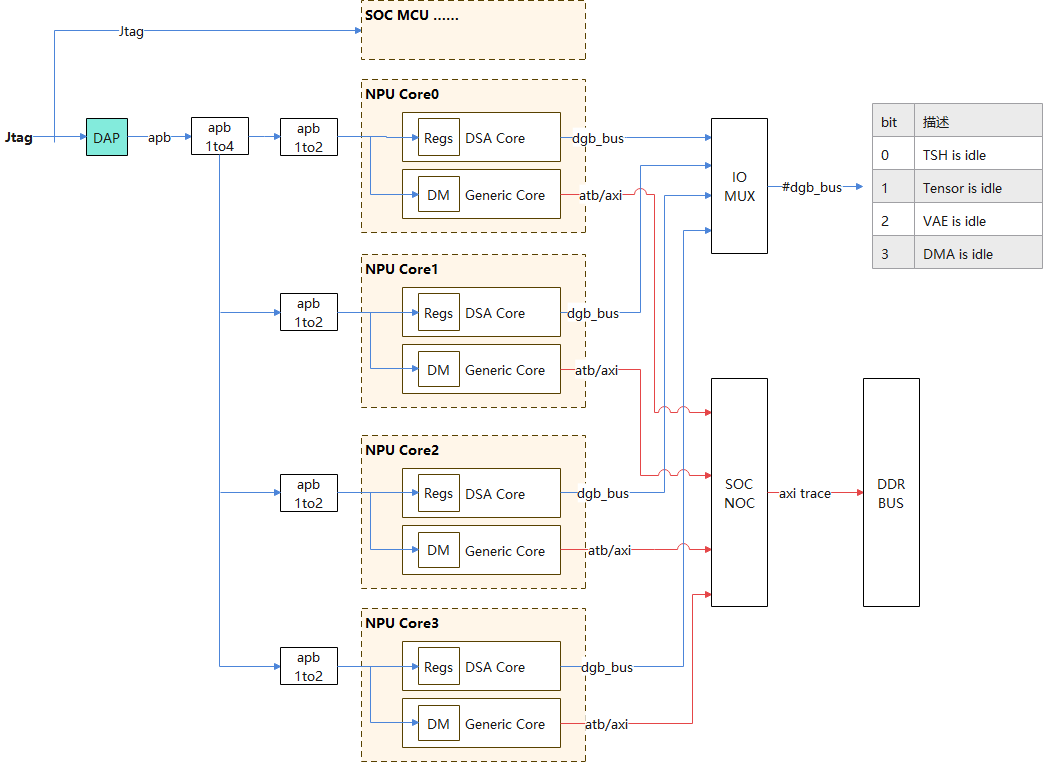 SOC MCU ......
Jtag
Jtag
DAP
apb
apb
1to4
apb
1to2
NPU Core0
Regs
DSA Core
dgb_bus
DM
Generic Core
atb/axi
apb
1to2
NPU Core1
Regs
DSA Core
dgb_bus
DM
Generic Core
atb/axi
apb
1to2
NPU Core2
Regs
DSA Core
dgb_bus
DM
Generic Core
atb/axi
apb
1to2
NPU Core3
Regs
DSA Core
dgb_bus
DM
Generic Core
atb/axi
IO
MUX
#dgb_bus
bit 描述
0 TSH is idle
1 Tensor is idle
2 VAE is idle
3 DMA is idle
SOC
NOC
axi trace
DDR
BUS